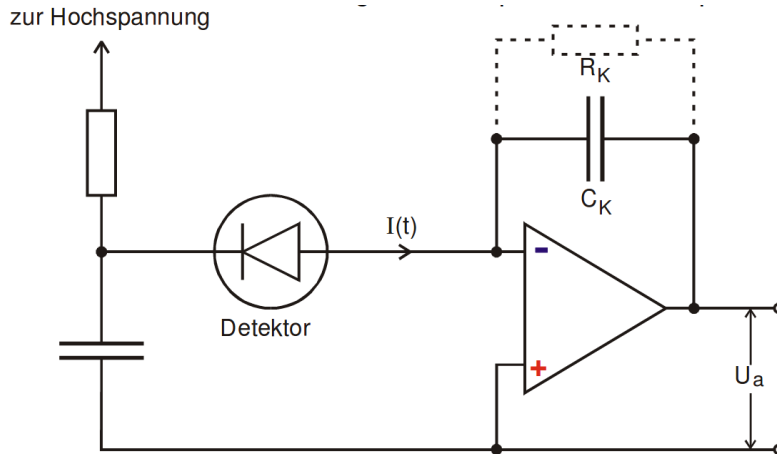 zur Hochspannung
R_K
C_K
I(t)
-
+
Detektor
U_a